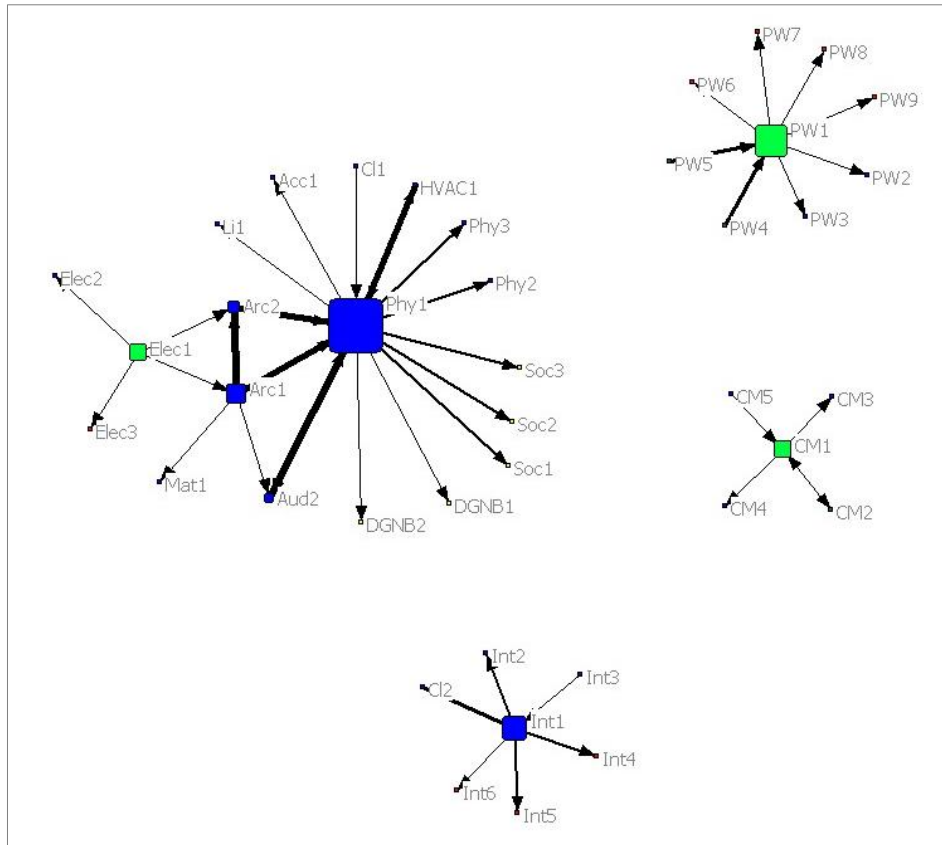 PW7
PW8
PW6
PW9
PW1
PW5
PW2
PW3
PW4
Cl1
Acc1
HVAC1
Li1
Phy3
Elec2
Phy2
Arc2
Phy1
Elec1
Soc3
Arc1
CM5
CM3
Soc2
Elec3
CM1
Soc1
Mat1
Aud2
DGNB1
CM4
CM2
DGNB2
Int2
Int3
Cl2
Int1
Int4
Int6
Int5